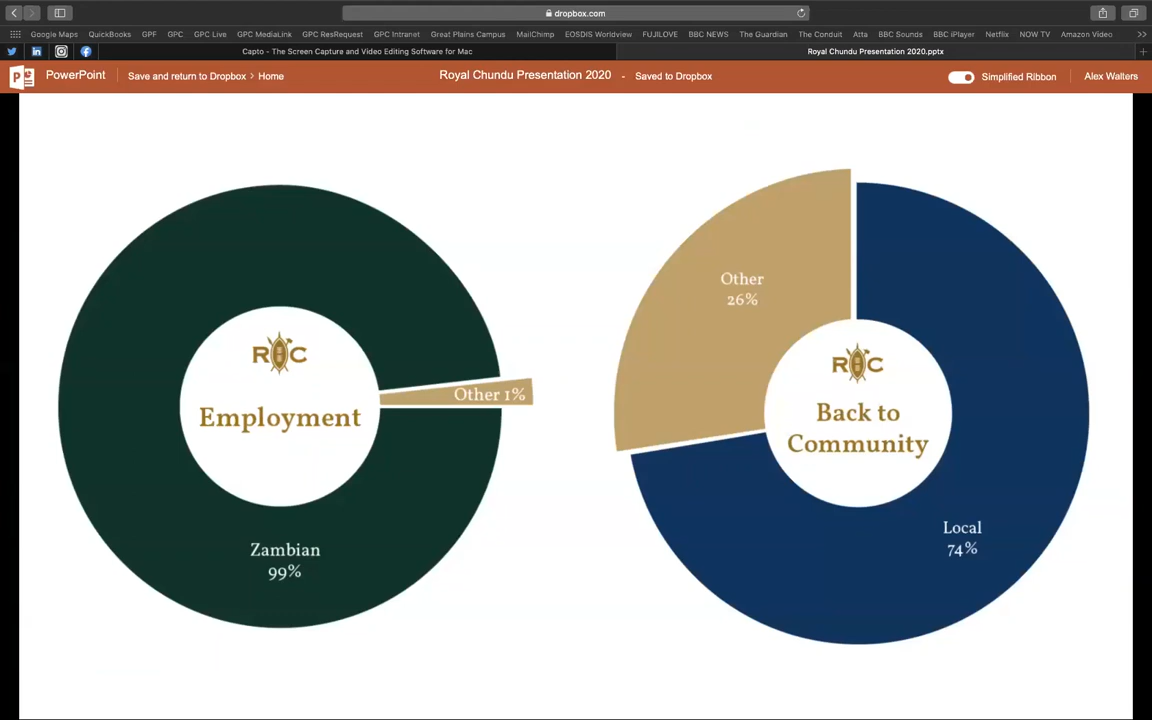 dropbox.com
Google Maps QuickBooks GPF GPC GPC Live GPC MediaLink GPC ResRequest GPC Intranet Great Plains Campus MailChimp EOSDIS Worldview FUJILOVE BBC NEWS The Guardian The Conduit Atta BBC Sounds BBC iPlayer Netflix NOW TV Amazon Video
Capto - The Screen Capture and Video Editing Software for Mac
Royal Chundu Presentation 2020.pptx
PowerPoint
Save and return to Dropbox > Home
Royal Chundu Presentation 2020 - Saved to Dropbox
Simplified Ribbon
Alex Walters
RC
Employment
Other 1%
Zambian
99%
Other
26%
RC
Back to
Community
Local
74%